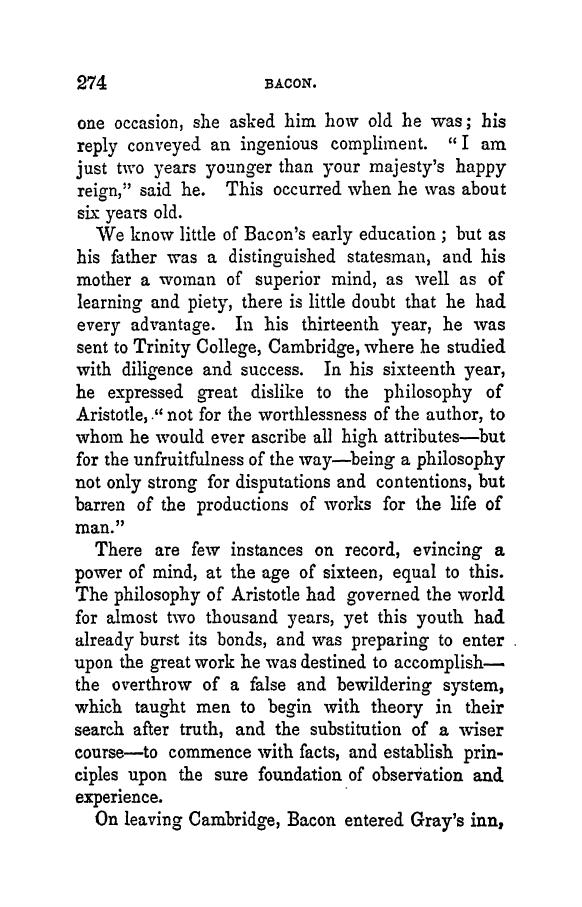 274 BACON.
one occasion, she asked him how old he was; his
reply conveyed an ingenious compliment. "I am
just two years younger than your majesty's happy
reign," said he. This occurred when he was about
six years old.
We know little of Bacon's early education; but as
his father was a distinguished statesman, and his
mother a woman of superior mind, as well as of
learning and piety, there is little doubt that he had
every advantage. In his thirteenth year, he was
sent to Trinity College, Cambridge, where he studied
with diligence and success. In his sixteenth year,
he expressed great dislike to the philosophy of
Aristotle, "not for the worthlessness of the author, to
whom he would ever ascribe all high attributes—but
for the unfruitfulness of the way—being a philosophy
not only strong for disputations and contentions, but
barren of the productions of works for the life of
man."
There are few instances on record, evincing a
power of mind, at the age of sixteen, equal to this.
The philosophy of Aristotle had governed the world
for almost two thousand years, yet this youth had
already burst its bonds, and was preparing to enter
upon the great work he was destined to accomplish—
the overthrow of a false and bewildering system,
which taught men to begin with theory in their
search after truth, and the substitution of a wiser
course—to commence with facts, and establish prin-
ciples upon the sure foundation of observation and
experience.
On leaving Cambridge, Bacon entered Gray's inn,